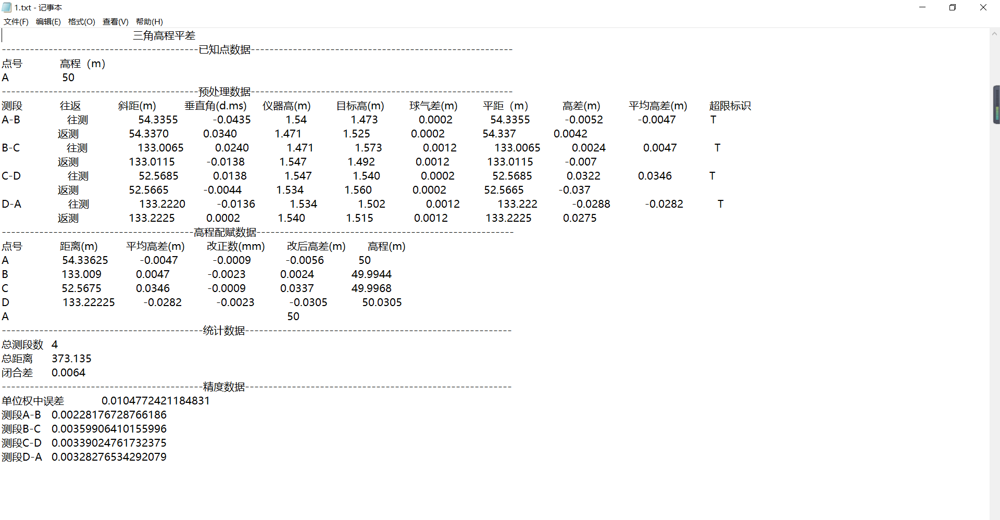 1.txt - 记事本
文件(F) 编辑(E) 格式(O) 查看(V) 帮助(H)
三角高程平差
------------------------------------------已知点数据--------------------------------------------------------
点号 高程（m）
A 50
------------------------------------------预处理数据--------------------------------------------------------
测段 往返 斜距(m) 垂直角(d.ms) 仪器高(m) 目标高(m) 球气差(m) 平距（m） 高差(m) 平均高差(m) 超限标识
A-B 往测 54.3355 -0.0435 1.54 1.473 0.0002 54.3355 -0.0052 -0.0047 T
返测 54.3370 0.0340 1.471 1.525 0.0002 54.337 0.0042
B-C 往测 133.0065 0.0240 1.471 1.573 0.0012 133.0065 0.0024 0.0047 T
返测 133.0115 -0.0138 1.547 1.492 0.0012 133.0115 -0.007
C-D 往测 52.5685 0.0138 1.547 1.540 0.0002 52.5685 0.0322 0.0346 T
返测 52.5665 -0.0044 1.534 1.560 0.0002 52.5665 -0.037
D-A 往测 133.2220 -0.0136 1.534 1.502 0.0012 133.222 -0.0288 -0.0282 T
返测 133.2225 0.0002 1.540 1.515 0.0012 133.2225 0.0275
-----------------------------------------高程配赋数据-------------------------------------------------------
点号 距离(m) 平均高差(m) 改正数(mm) 改后高差(m) 高程(m)
A 54.33625 -0.0047 -0.0009 -0.0056 50
B 133.009 0.0047 -0.0023 0.0024 49.9944
C 52.5675 0.0346 -0.0009 0.0337 49.9968
D 133.22225 -0.0282 -0.0023 -0.0305 50.0305
A 50
-------------------------------------------统计数据---------------------------------------------------------
总测段数 4
总距离 373.135
闭合差 0.0064
-------------------------------------------精度数据---------------------------------------------------------
单位权中误差 0.0104772421184831
测段A-B 0.00228176728766186
测段B-C 0.00359906410155996
测段C-D 0.00339024761732375
测段D-A 0.00328276534292079